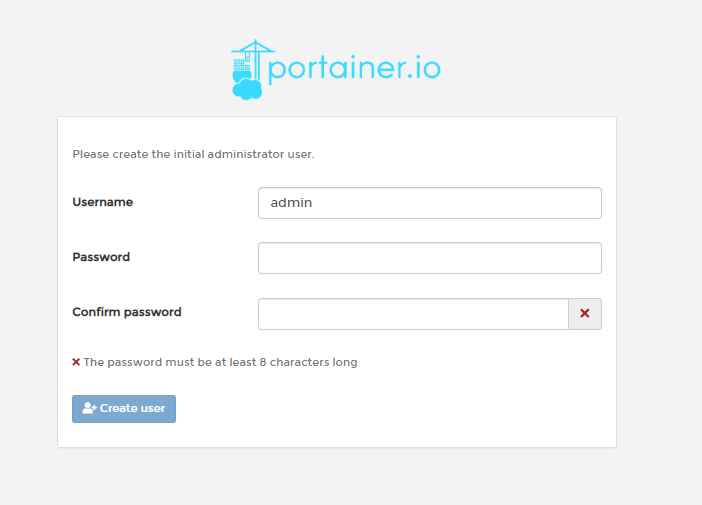 portainer.io
Please create the initial administrator user.
Username
admin
Password
Confirm password
The password must be at least 8 characters long
Create user